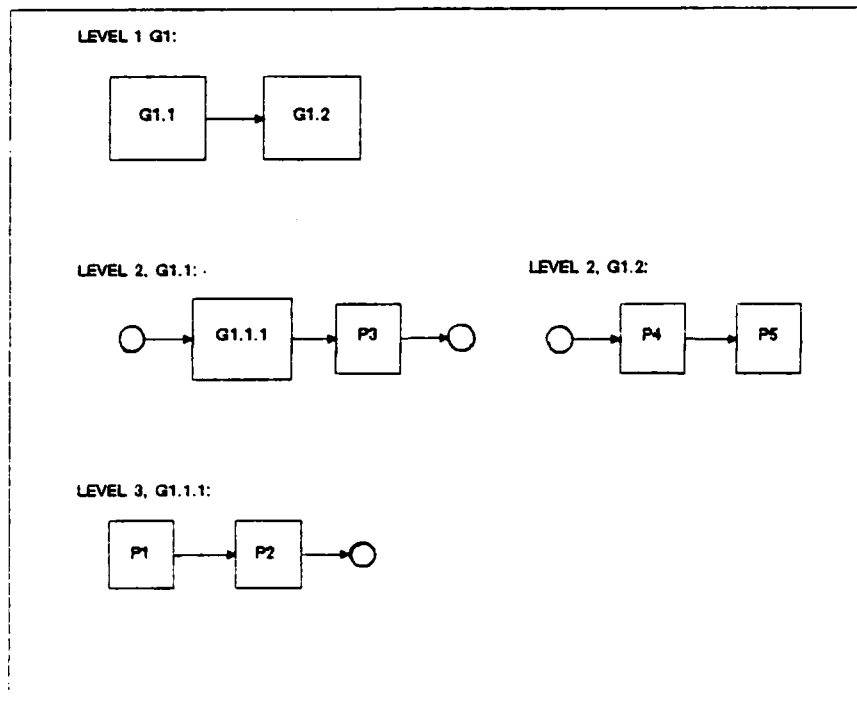 LEVEL 1 G1:
G1.1
G1.2
LEVEL 2, G1.1:
LEVEL 2, G1.2:
G1.1.1
P3
P4
P5
LEVEL 3, G1.1.1:
P1
P2